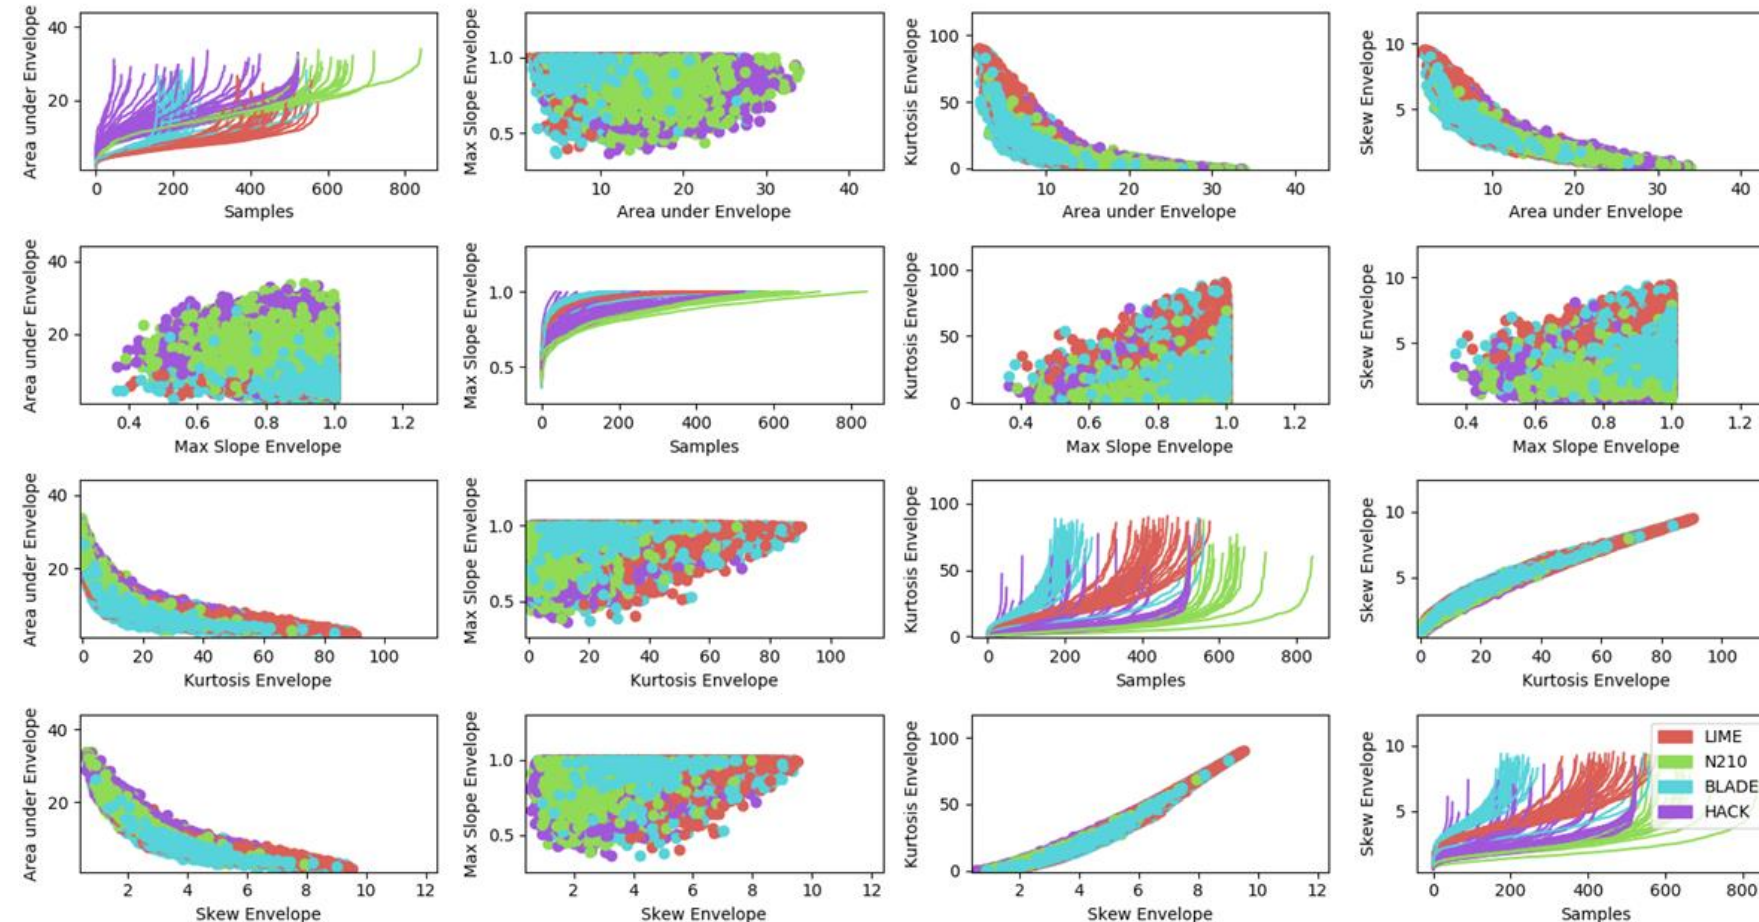 Area under Envelope
40
20
0 200 400 600 800
Samples
Max Slope Envelope
1.0
0.5
10 20 30 40
Area under Envelope
Kurtosis Envelope
100
50
0
10 20 30 40
Area under Envelope
Skew Envelope
10
5
10 20 30 40
Area under Envelope
Area under Envelope
40
20
0.4 0.6 0.8 1.0 1.2
Max Slope Envelope
Max Slope Envelope
1.0
0.5
0 200 400 600 800
Samples
Kurtosis Envelope
100
50
0
0.4 0.6 0.8 1.0 1.2
Max Slope Envelope
Skew Envelope
10
5
0.4 0.6 0.8 1.0 1.2
Max Slope Envelope
Area under Envelope
40
20
0 20 40 60 80 100
Kurtosis Envelope
Max Slope Envelope
1.0
0.5
0 20 40 60 80 100
Kurtosis Envelope
Kurtosis Envelope
100
50
0
0 200 400 600 800
Samples
Skew Envelope
10
5
0 20 40 60 80 100
Kurtosis Envelope
Area under Envelope
40
20
2 4 6 8 10 12
Skew Envelope
Max Slope Envelope
1.0
0.5
2 4 6 8 10 12
Skew Envelope
Kurtosis Envelope
100
50
0
2 4 6 8 10 12
Skew Envelope
Skew Envelope
10
5
0 200 400 600 800
Samples
LIME
N210
BLADE
HACK